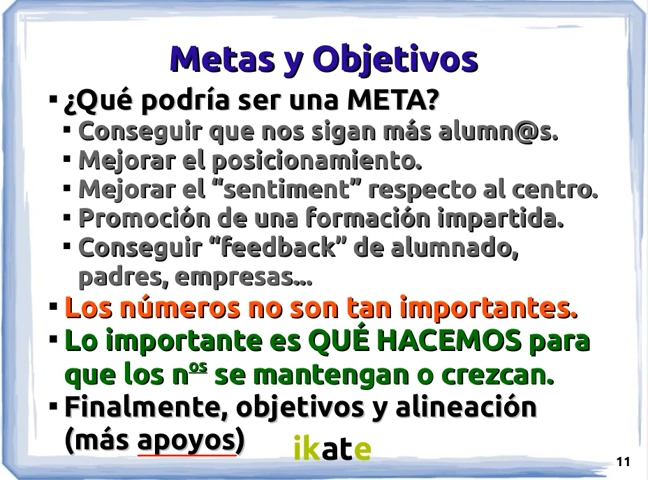 Metas y Objetivos
▪ ¿Qué podría ser una META?
▪ Conseguir que nos sigan más alumn@s.
▪ Mejorar el posicionamiento.
▪ Mejorar el “sentiment” respecto al centro.
▪ Promoción de una formación impartida.
▪ Conseguir “feedback” de alumnado,
padres, empresas...
▪ Los números no son tan importantes.
▪ Lo importante es QUÉ HACEMOS para
que los nos se mantengan o crezcan.
▪ Finalmente, objetivos y alineación
(más apoyos)
ikate
11